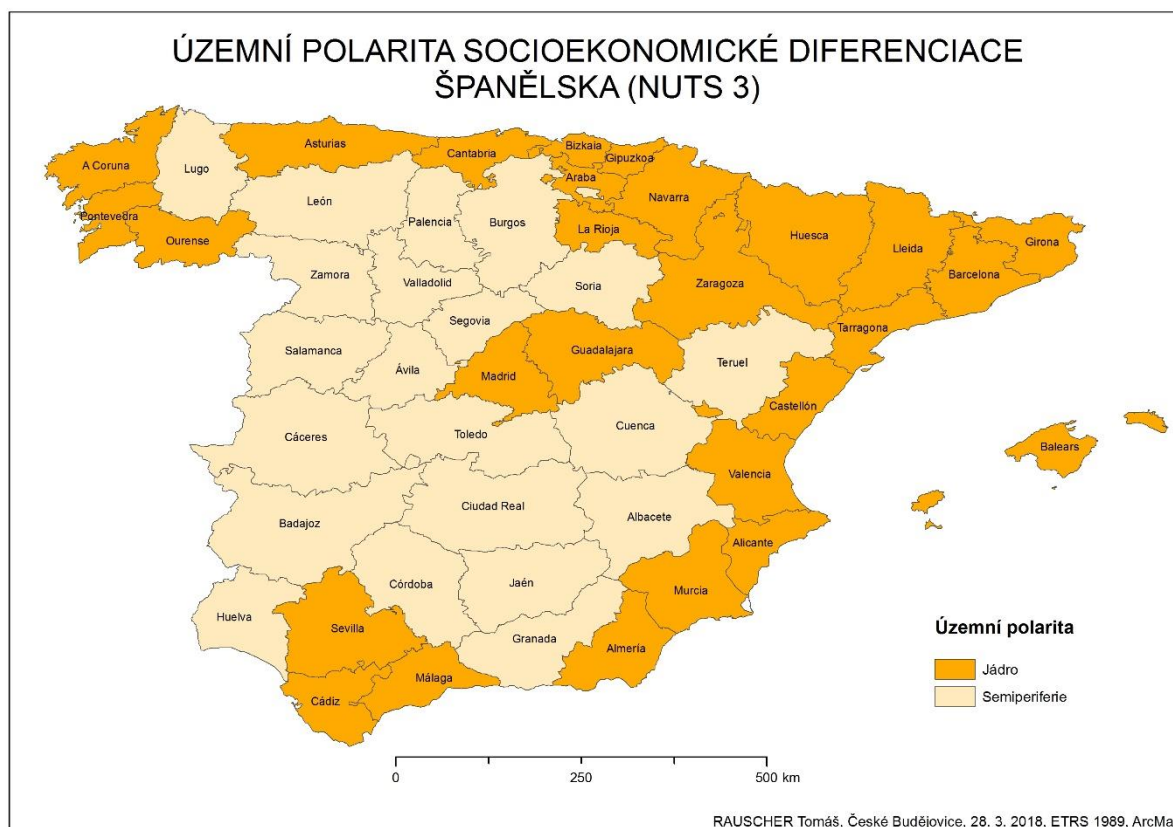 ÚZEMNÍ POLARITA SOCIOEKONOMICKÉ DIFERENCIACE
ŠPANĚLSKA (NUTS 3)
A Coruna
Lugo
Asturias
Cantabria
Bizkaia
Gipuzkoa
Araba
Navarra
Pontevedra
Ourense
León
Palencia
Burgos
La Rioja
Huesca
Lleida
Girona
Barcelona
Zamora
Valladolid
Soria
Zaragoza
Segovia
Tarragona
Salamanca
Ávila
Madrid
Guadalajara
Teruel
Castellón
Cáceres
Toledo
Cuenca
Valencia
Balears
Badajoz
Ciudad Real
Albacete
Alicante
Huelva
Sevilla
Córdoba
Jaén
Murcia
Granada
Almería
Málaga
Cádiz
Územní polarita
Jádro
Semiperiferie
0 250 500 km
RAUSCHER Tomáš, České Budějovice, 28. 3. 2018, ETRS 1989, ArcMa